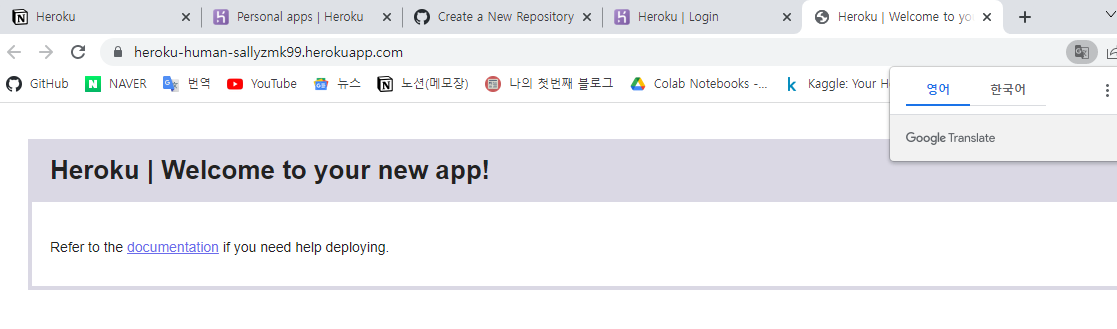 Heroku
Personal apps | Heroku
Create a New Repository
Heroku | Login
Heroku | Welcome to yo
heroku-human-sallyzmk99.herokuapp.com
GitHub
NAVER
번역
YouTube
뉴스
노션(메모장)
나의 첫번째 블로그
Colab Notebooks -...
Kaggle: Your H
영어
한국어
Google Translate
Heroku | Welcome to your new app!
Refer to the documentation if you need help deploying.